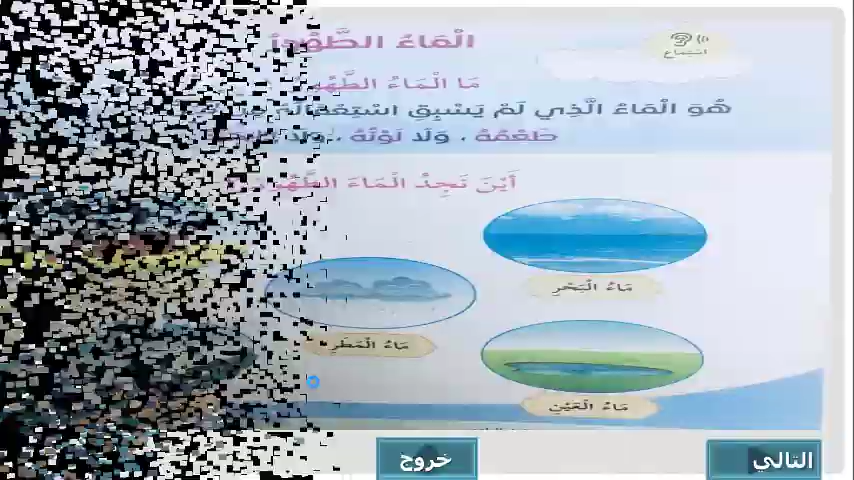 الْمَاءُ الطَّهُورُ
استماع
مَا الْمَاءُ الطَّهُورُ
هُوَ الْمَاءُ الَّذِي لَمْ يَسْبِقِ اسْتِعْمَالُهُ
طَعْمُهُ ، وَلَا لَوْنُهُ ، وَلَا
أَيْنَ نَجِدُ الْمَاءَ الطَّهُورَ
مَاءُ الْبَحْرِ
مَاءُ الْمَطَرِ
مَاءُ الْعَيْنِ
خروج
التالي